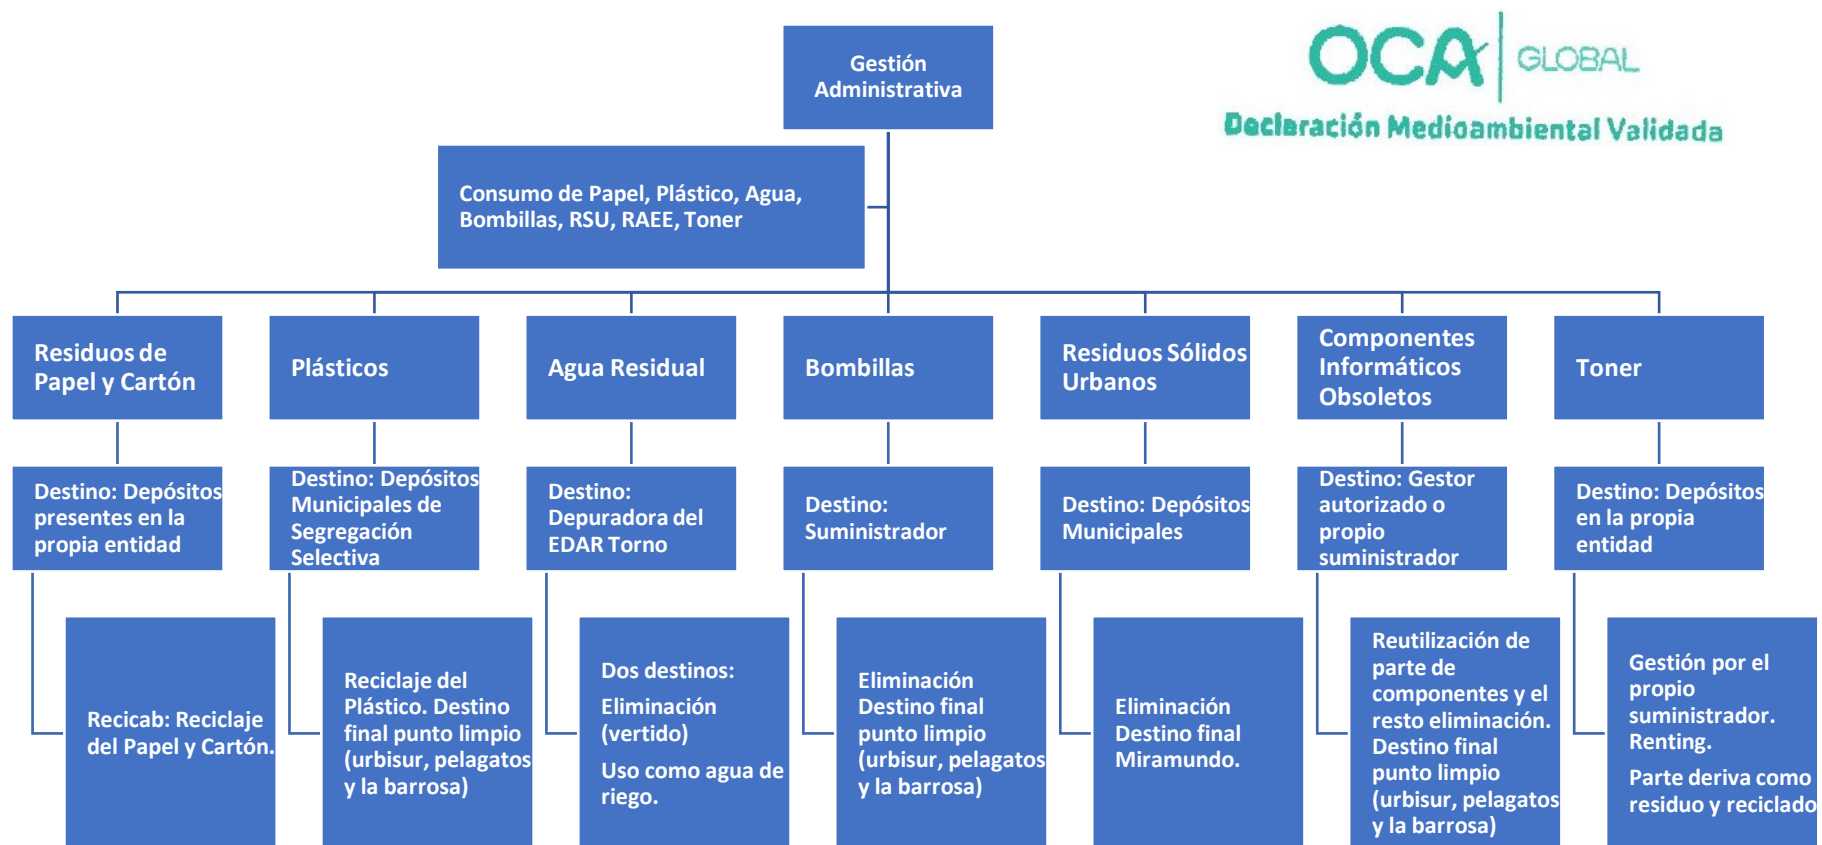 Gestión
Administrativa
OCA GLOBAL
Declaración Medioambiental Validada
Consumo de Papel, Plástico, Agua,
Bombillas, RSU, RAEE, Toner
Residuos de
Papel y Cartón
Plásticos
Agua Residual
Bombillas
Residuos Sólidos
Urbanos
Componentes
Informáticos
Obsoletos
Toner
Destino: Depósitos
presentes en la
propia entidad
Destino: Depósitos
Municipales de
Segregación
Selectiva
Destino:
Depuradora del
EDAR Torno
Destino:
Suministrador
Destino: Depósitos
Municipales
Destino: Gestor
autorizado o
propio
suministrador
Destino: Depósitos
en la propia
entidad
Recicab: Reciclaje
del Papel y Cartón.
Reciclaje del
Plástico. Destino
final punto limpio
(urbisur, pelagatos
y la barrosa)
Dos destinos:
Eliminación
(vertido)
Uso como agua de
riego.
Eliminación
Destino final
punto limpio
(urbisur, pelagatos
y la barrosa)
Eliminación
Destino final
Miramundo.
Reutilización de
parte de
componentes y el
resto eliminación.
Destino final
punto limpio
(urbisur, pelagatos
y la barrosa)
Gestión por el
propio
suministrador.
Renting.
Parte deriva como
residuo y reciclado